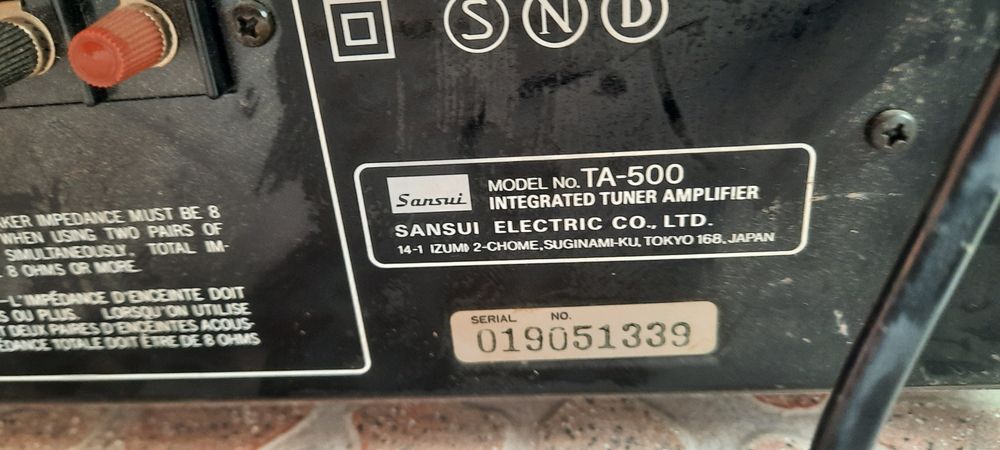 S N D
Sansui
MODEL No. TA-500
INTEGRATED TUNER AMPLIFIER
SANSUI ELECTRIC CO., LTD.
14-1 IZUMI 2-CHOME, SUGINAMI-KU, TOKYO 168, JAPAN
SERIAL NO.
019051339
IMPEDANCE MUST BE 8
WHEN USING TWO PAIRS OF
SIMULTANEOUSLY, TOTAL IM-
8 OHMS OR MORE.
L'IMPÉDANCE D'ENCEINTE DOIT
OU PLUS. LORSQU'ON UTILISE
DEUX PAIRES D'ENCEINTES ACOUS-
TOTALE DOIT ÊTRE DE 8 OHMS